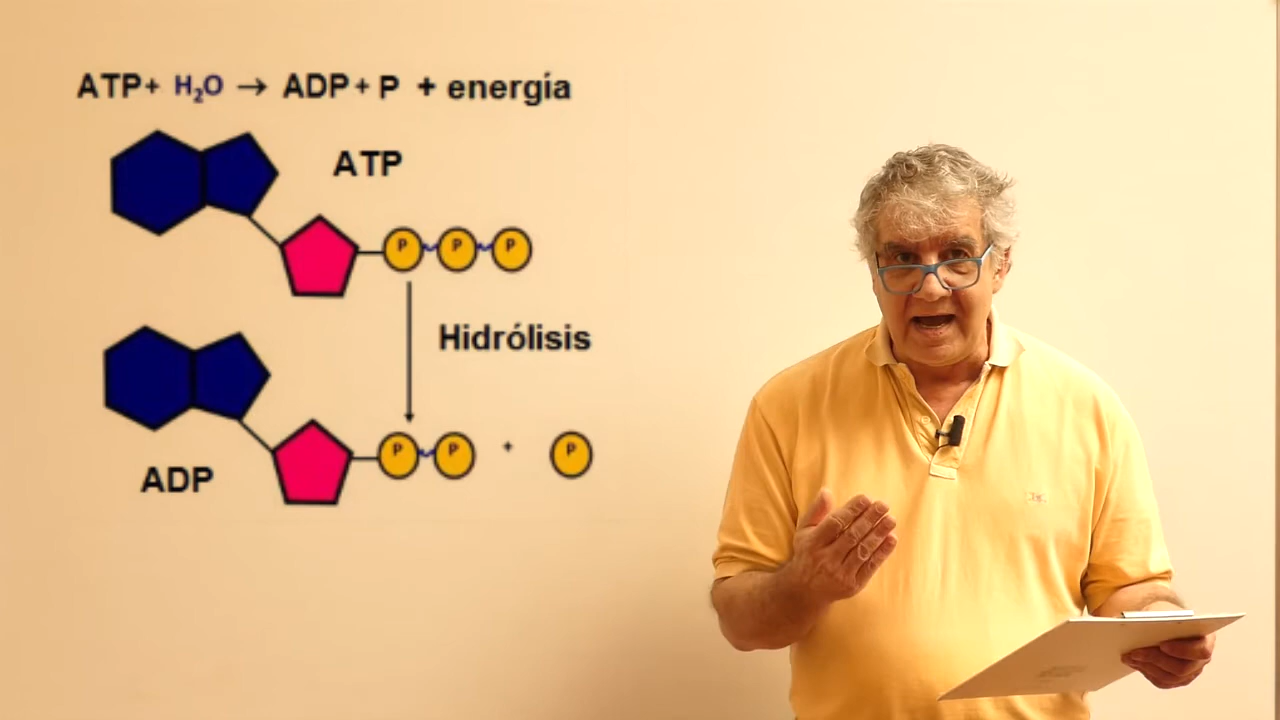 ATP+ H₂O → ADP + P + energía
ATP
P P P
Hidrólisis
P P + P
ADP